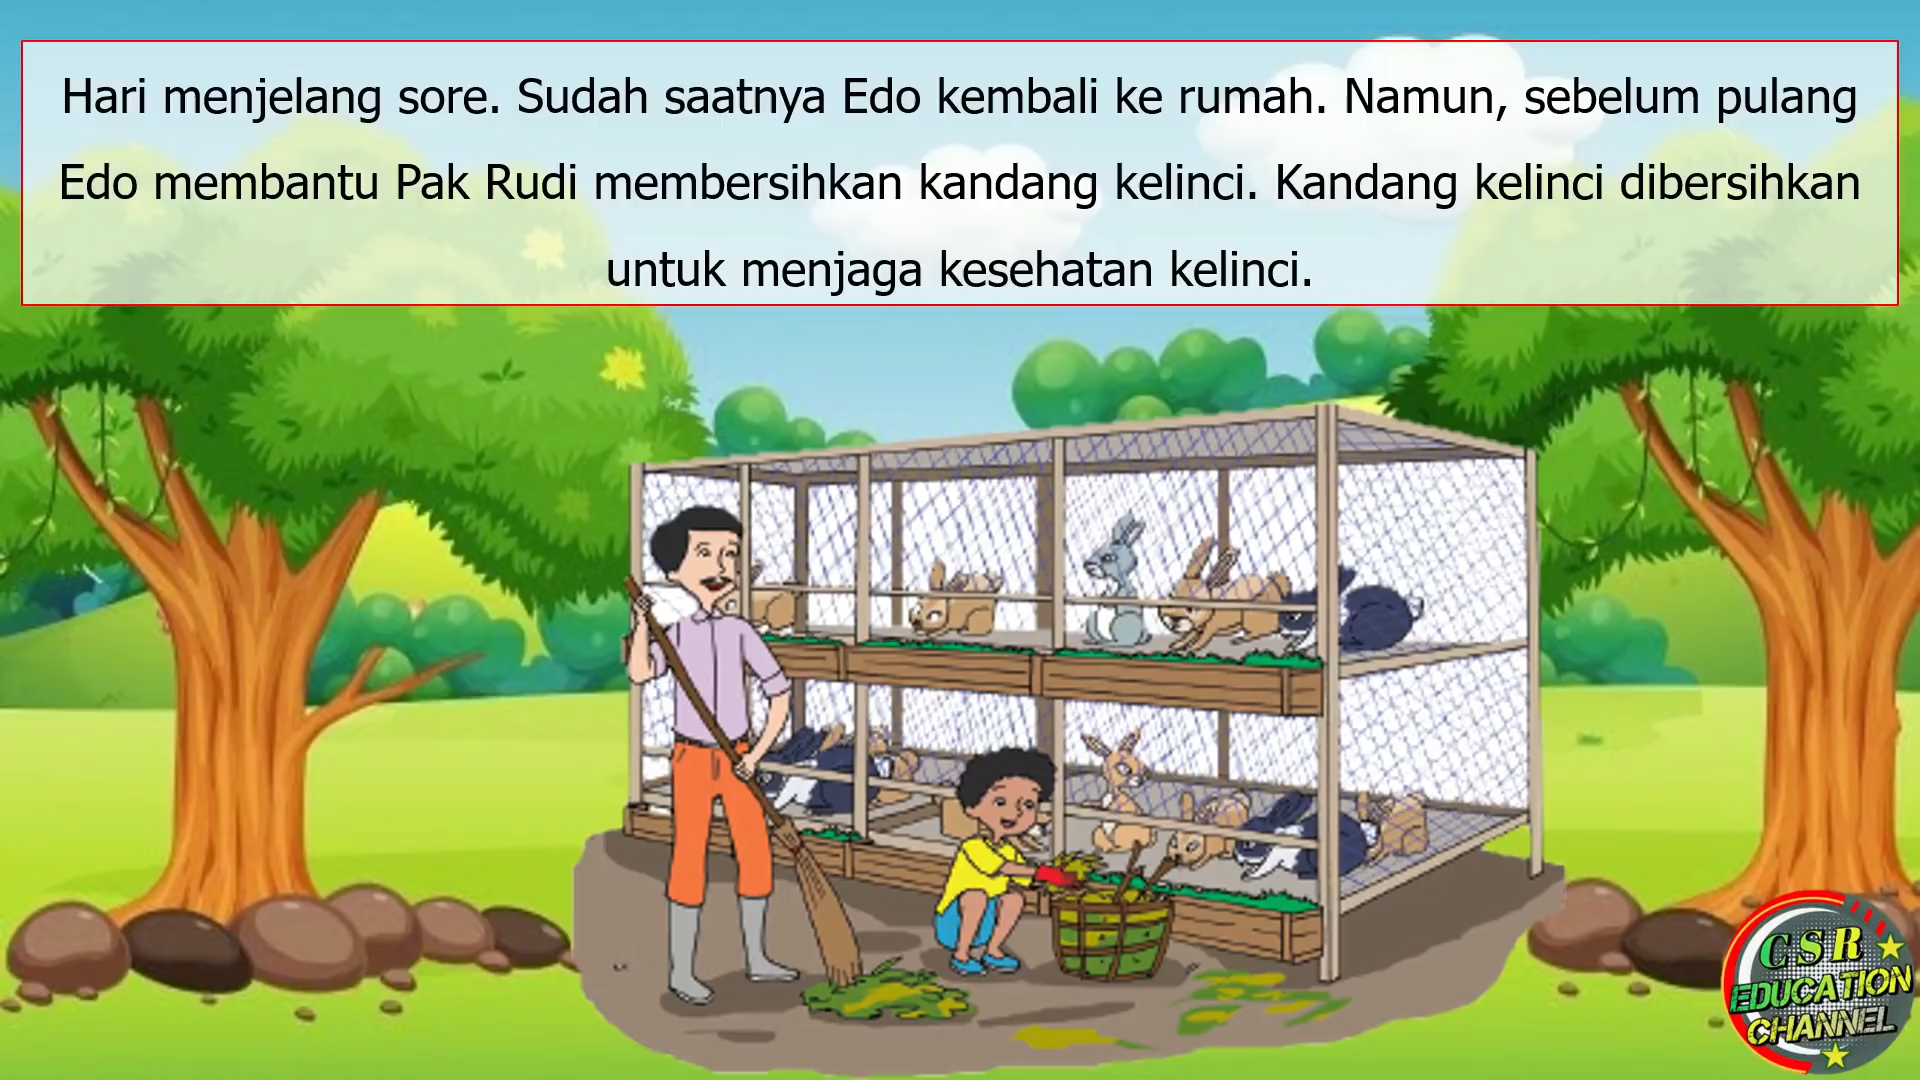 Hari menjelang sore. Sudah saatnya Edo kembali ke rumah. Namun, sebelum pulang
Edo membantu Pak Rudi membersihkan kandang kelinci. Kandang kelinci dibersihkan
untuk menjaga kesehatan kelinci.
CSR
EDUCATION
CHANNEL